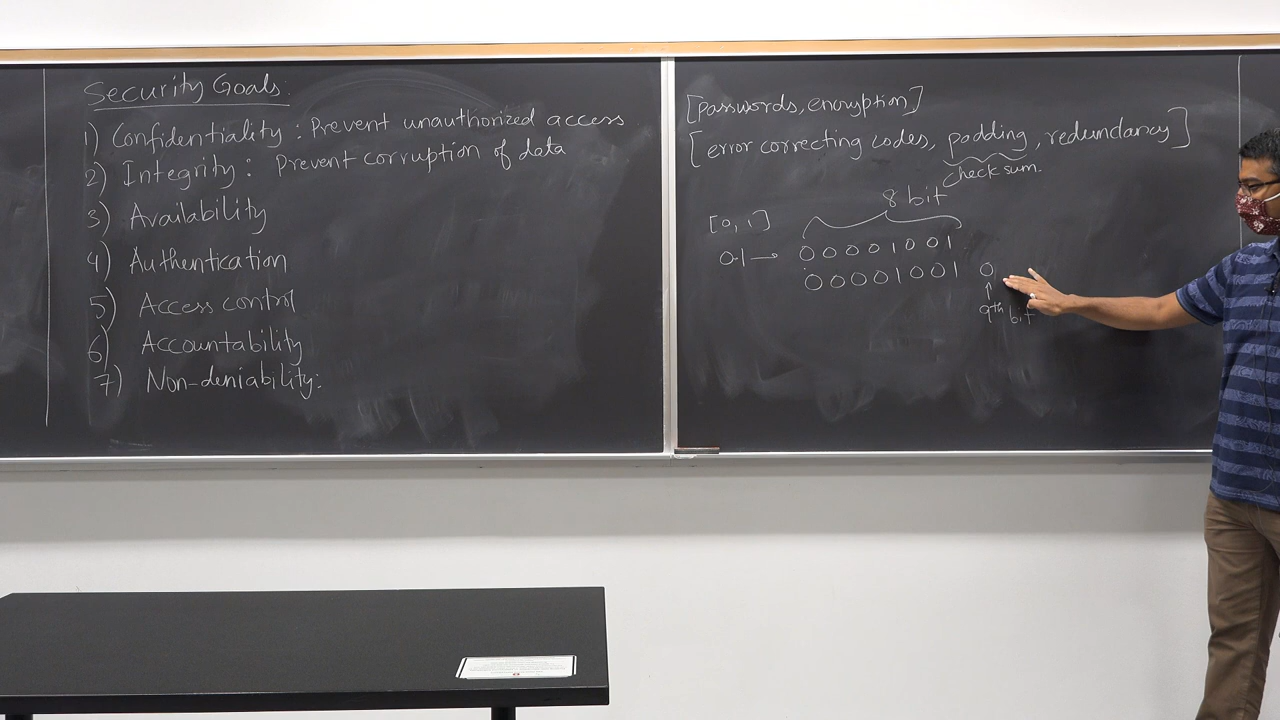 Security Goals:
1) Confidentiality : Prevent unauthorized access
2) Integrity : Prevent corruption of data
3) Availability
4) Authentication
5) Access control
6) Accountability
7) Non-deniability:
[Passwords, encryption]
[error correcting codes, padding, redundancy]
check sum.
8 bit
[0, 1]
0.1 → 00001001
00001001 0
↑
9th bit